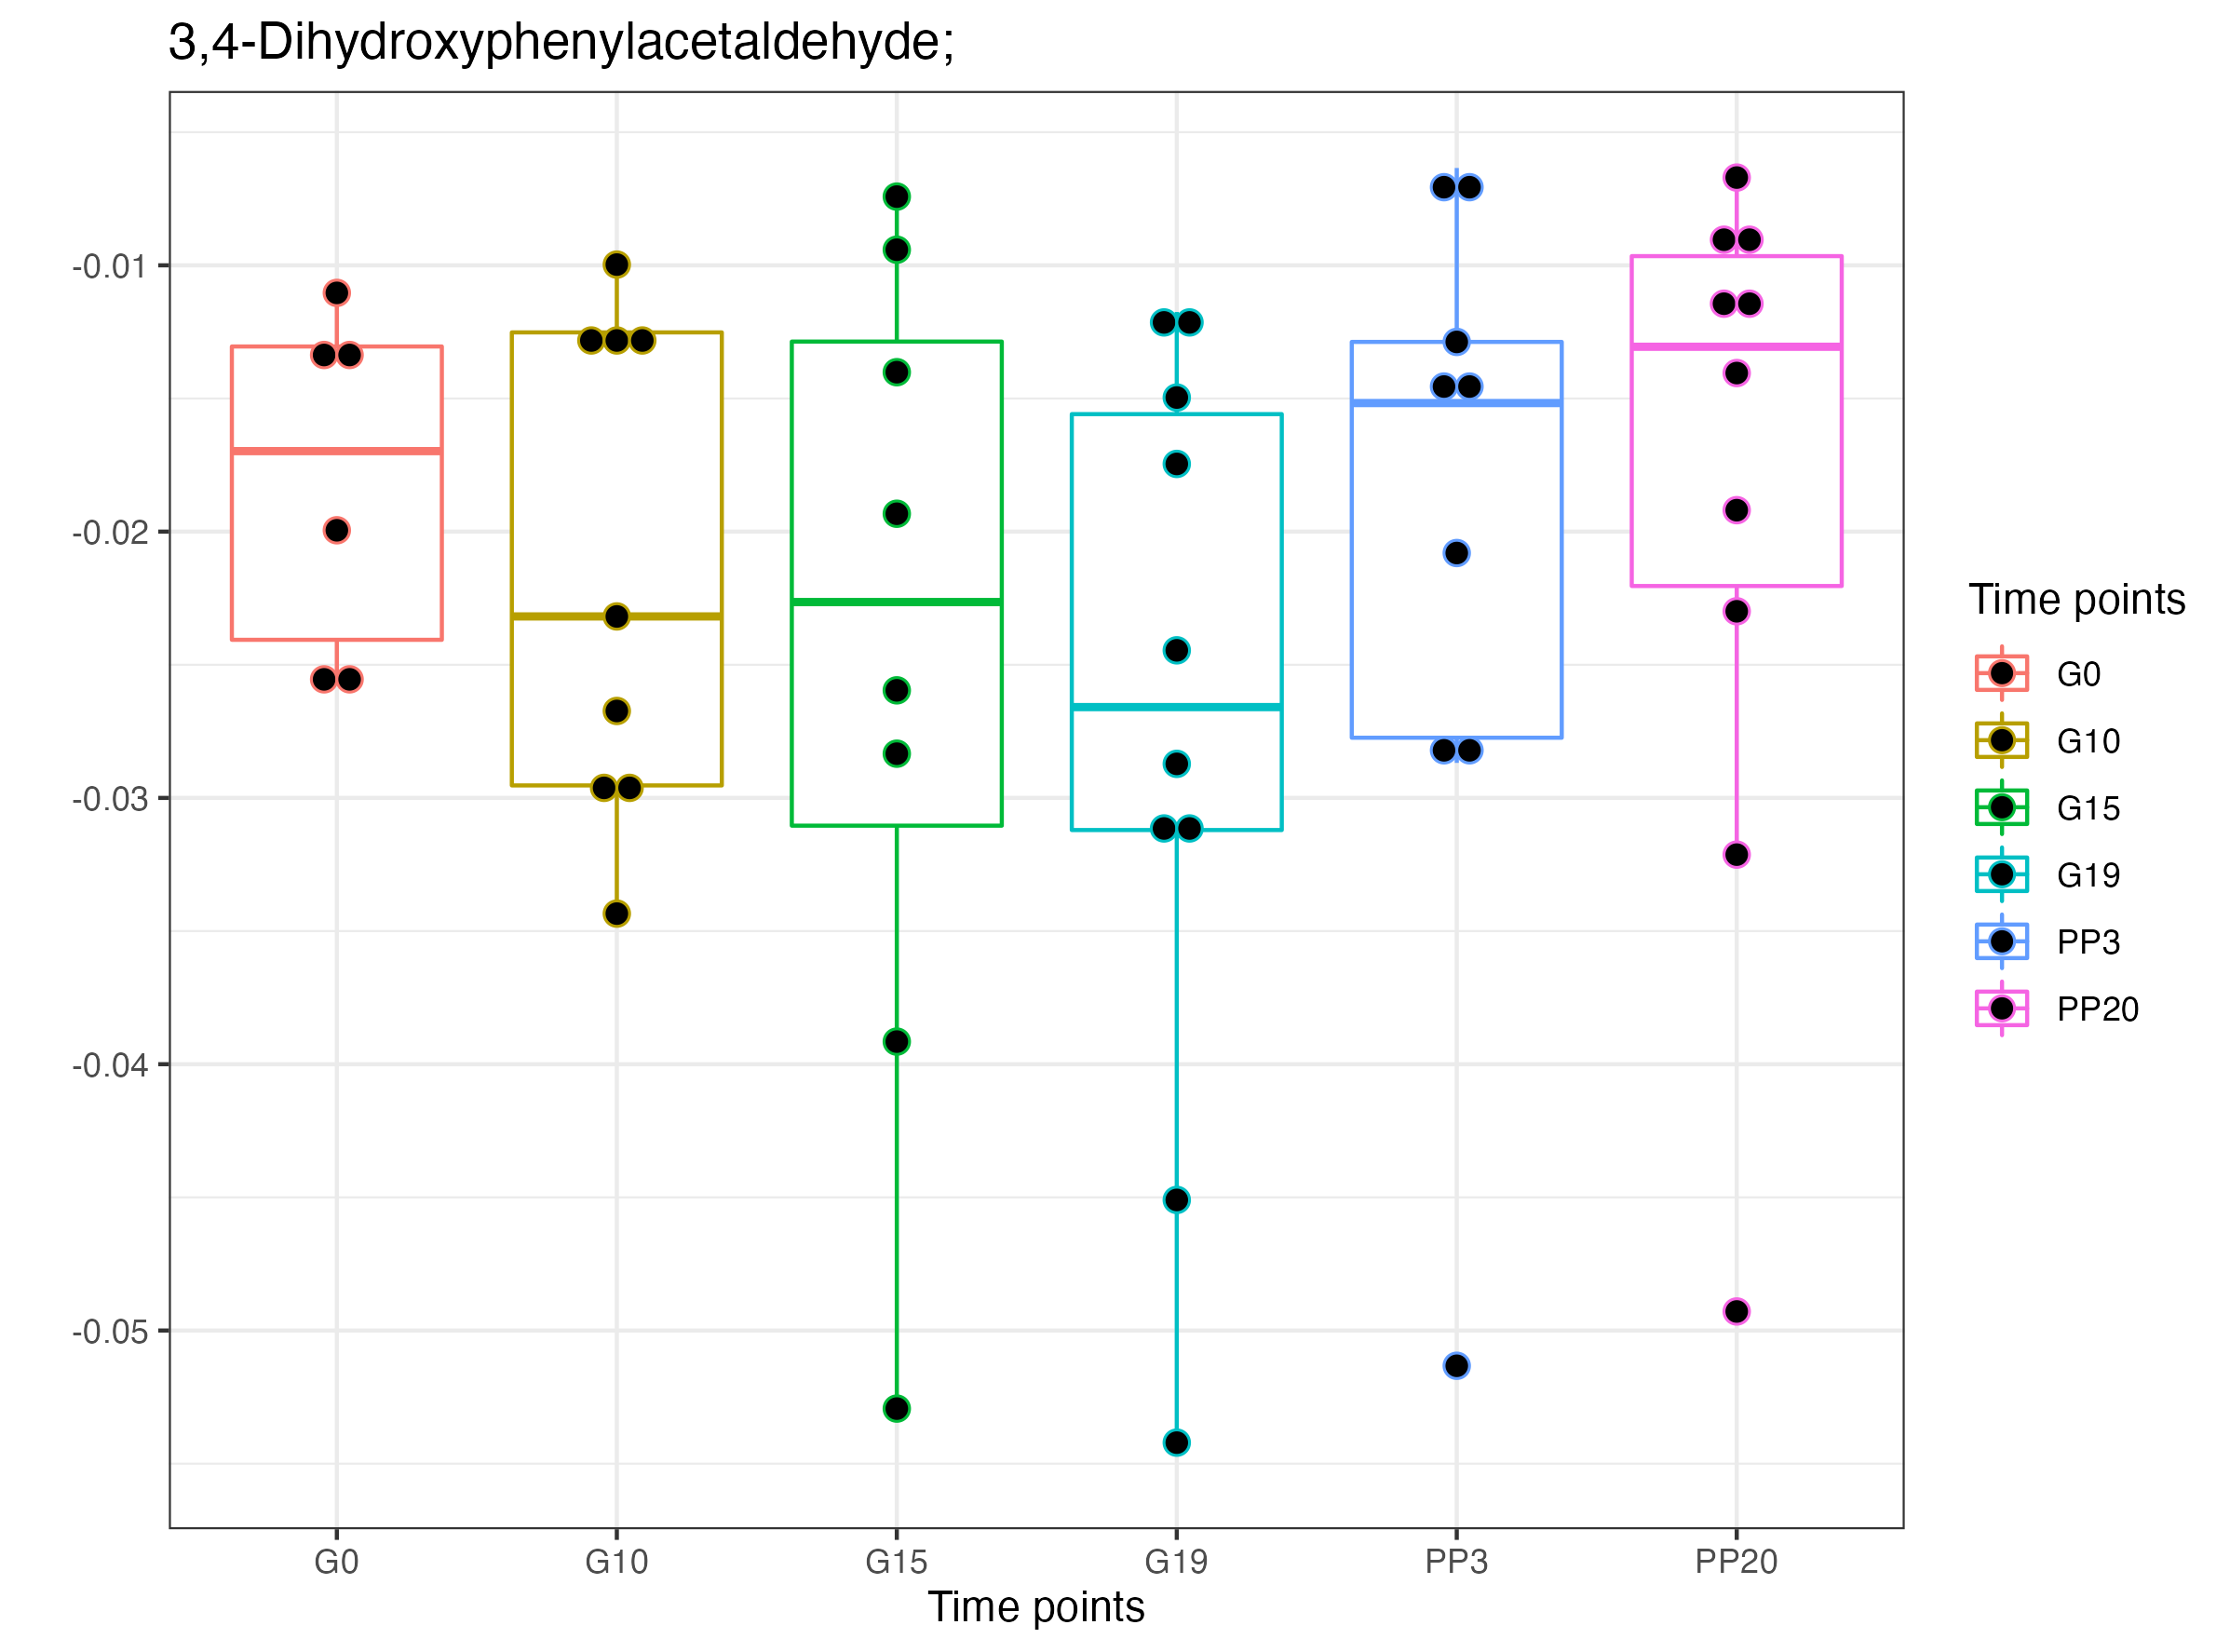 3,4-Dihydroxyphenylacetaldehyde;
-0.01
-0.02
-0.03
-0.04
-0.05
G0 G10 G15 G19 PP3 PP20
Time points
Time points
G0
G10
G15
G19
PP3
PP20